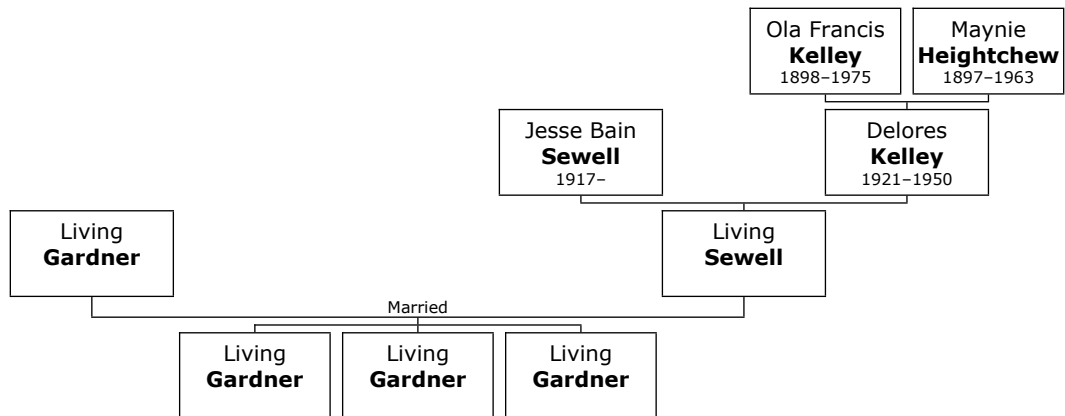 Ola Francis
Kelley
1898–1975
Maynie
Heightchew
1897–1963
Jesse Bain
Sewell
1917–
Delores
Kelley
1921–1950
Living
Gardner
Living
Sewell
Married
Living
Gardner
Living
Gardner
Living
Gardner